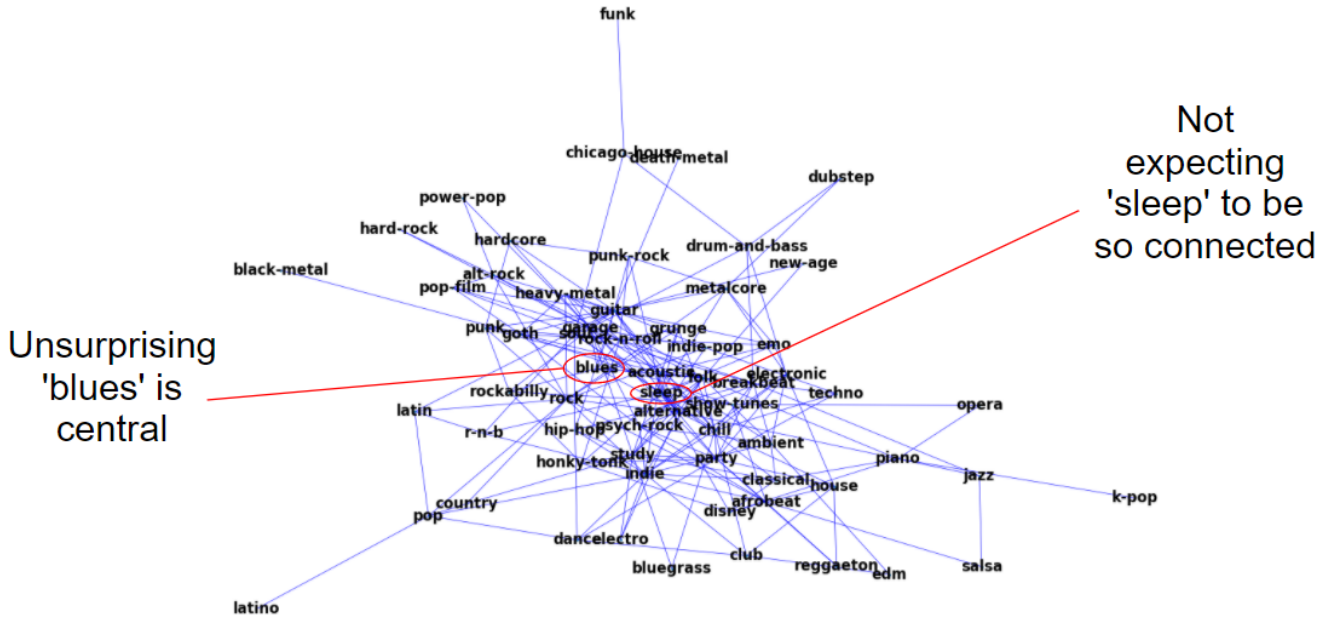 funk
Not
expecting
'sleep' to be
so connected
chicago-house
death-metal
dubstep
power-pop
hard-rock
hardcore
punk-rock
drum-and-bass
new-age
black-metal
alt-rock
pop-film
heavy-metal
metalcore
guitar
Unsurprising
'blues' is
central
punk
goth
soul
garage
rock-n-roll
grunge
indie-pop
emo
blues
acoustic
folk
electronic
breakbeat
rockabilly
rock
sleep
show-tunes
techno
latin
alternative
opera
r-n-b
hip-hop
psych-rock
chill
ambient
honky-tonk
study
party
piano
indie
classical
house
jazz
k-pop
country
pop
afrobeat
disney
dance
electro
club
bluegrass
reggaeton
edm
salsa
latino